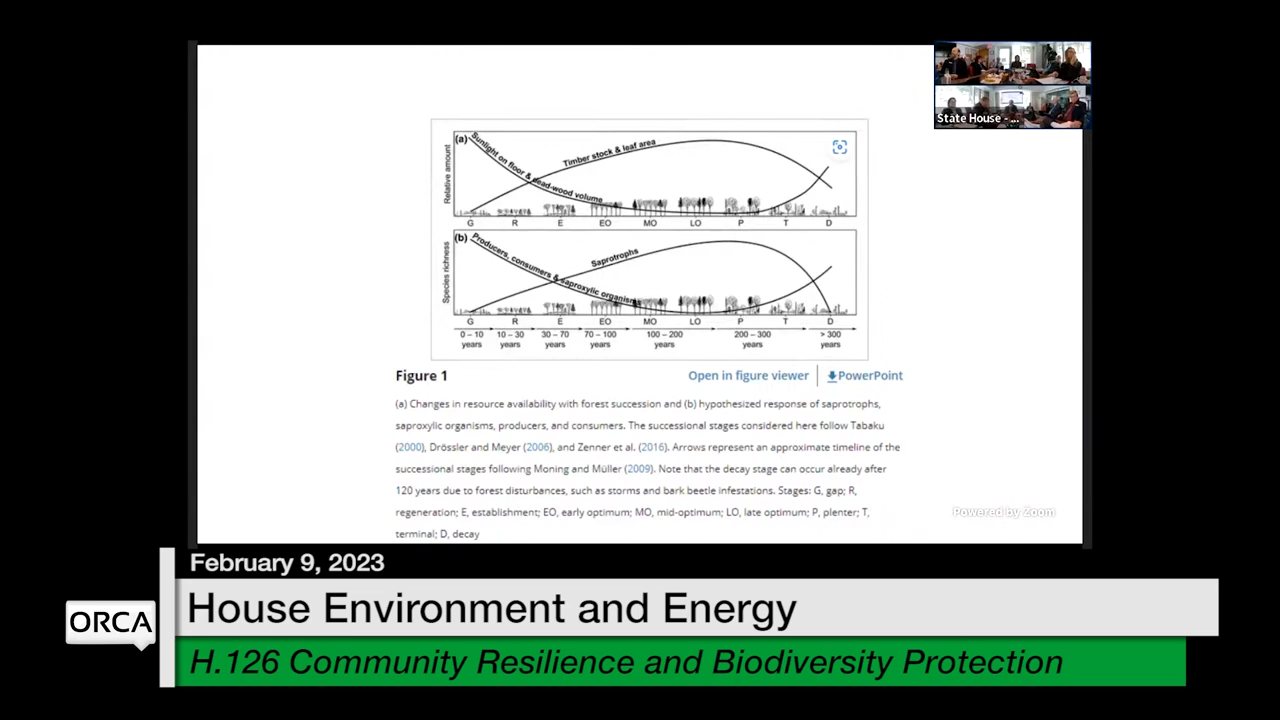 State House - ...
(a)
Sunlight on floor & dead-wood volume
Timber stock & leaf area
Relative amount
G R E EO MO LO P T D
(b)
Producers, consumers & saproxylic organisms
Saprotrophs
Species richness
G R E EO MO LO P T D
0 – 10 10 – 30 30 – 70 70 – 100 100 – 200 200 – 300 > 300
years years years years years years years
Figure 1 Open in figure viewer PowerPoint
(a) Changes in resource availability with forest succession and (b) hypothesized response of saprotrophs,
saproxylic organisms, producers, and consumers. The successional stages considered here follow Tabaku
(2000), Drössler and Meyer (2006), and Zenner et al. (2016). Arrows represent an approximate timeline of the
successional stages following Moning and Müller (2009). Note that the decay stage can occur already after
120 years due to forest disturbances, such as storms and bark beetle infestations. Stages: G, gap; R,
regeneration; E, establishment; EO, early optimum; MO, mid-optimum; LO, late optimum; P, plenter; T,
terminal; D, decay
Powered by Zoom
February 9, 2023
ORCA
House Environment and Energy
H.126 Community Resilience and Biodiversity Protection